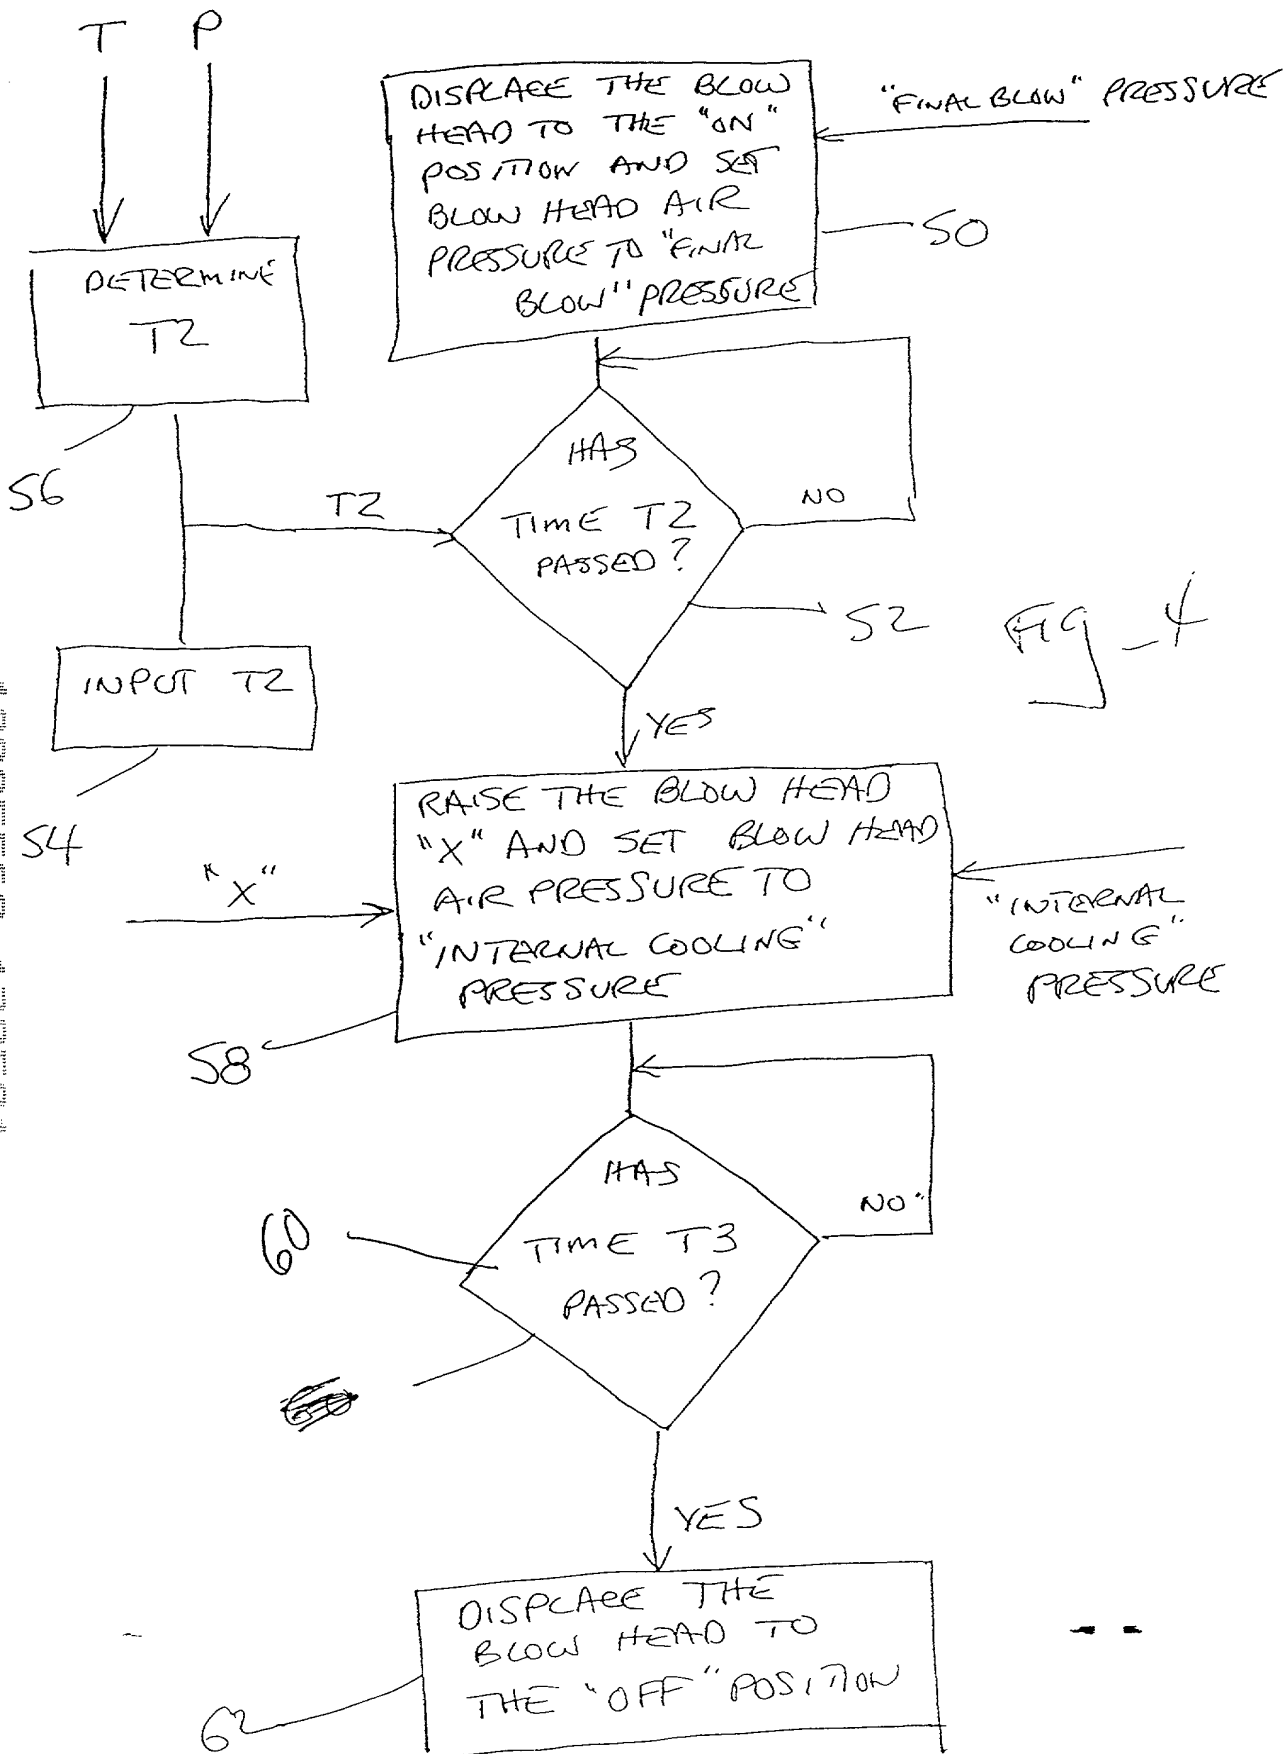 T P
DISPLACE THE BLOW
HEAD TO THE "ON"
POSITION AND SET
BLOW HEAD AIR
PRESSURE TO "FINAL
BLOW" PRESSURE
"FINAL BLOW" PRESSURE
50
DETERMINE
T2
56
T2
HAS
TIME T2
PASSED?
NO
52
FIG_4
INPUT T2
54
YES
RAISE THE BLOW HEAD
"X" AND SET BLOW HEAD
AIR PRESSURE TO
"INTERNAL COOLING"
PRESSURE
"X"
"INTERNAL
COOLING"
PRESSURE
58
HAS
TIME T3
PASSED?
NO
60
YES
DISPLACE THE
BLOW HEAD TO
THE "OFF" POSITION
62